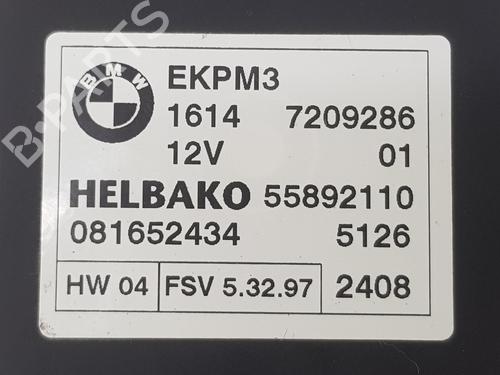 BMW
EKPM3
1614 7209286
12V 01
HELBAKO 55892110
081652434 5126
HW 04 FSV 5.32.97 2408
B-PARTS